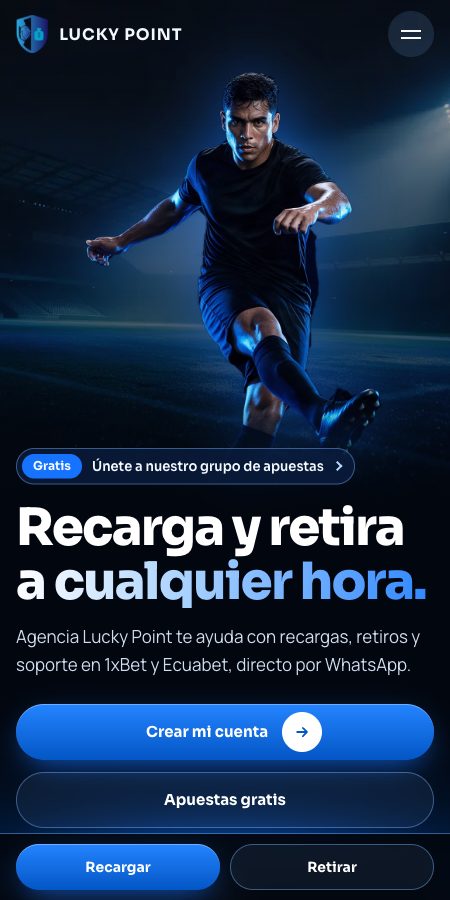 LUCKY POINT
Gratis Únete a nuestro grupo de apuestas
Recarga y retira
a cualquier hora.
Agencia Lucky Point te ayuda con recargas, retiros y
soporte en 1xBet y Ecuabet, directo por WhatsApp.
Crear mi cuenta
Apuestas gratis
Recargar Retirar